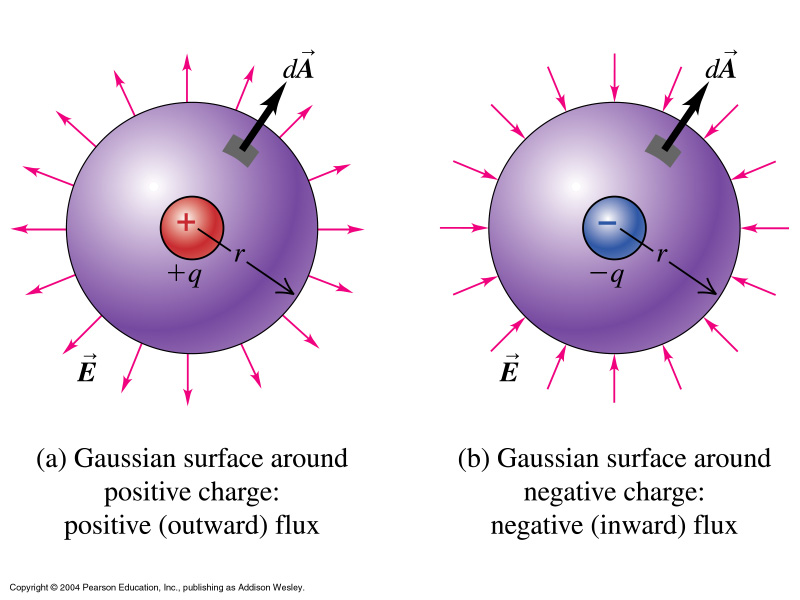 dA⃗
+
+q
r
E⃗
(a) Gaussian surface around
positive charge:
positive (outward) flux
dA⃗
−
−q
r
E⃗
(b) Gaussian surface around
negative charge:
negative (inward) flux
Copyright © 2004 Pearson Education, Inc., publishing as Addison Wesley.